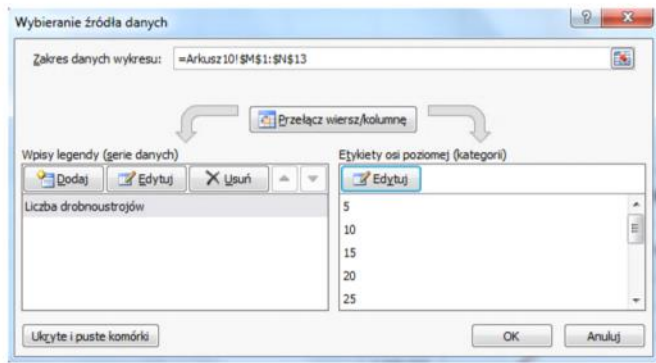 Wybieranie źródła danych
Zakres danych wykresu: =Arkusz10!$M$1:$N$13
Przełącz wiersz/kolumnę
Wpisy legendy (serie danych)
Dodaj Edytuj Usuń
Liczba drobnoustrojów
Etykiety osi poziomej (kategorii)
Edytuj
5
10
15
20
25
Ukryte i puste komórki
OK Anuluj